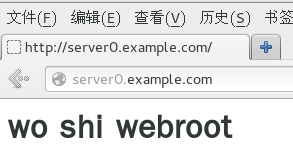 文件(F) 编辑(E) 查看(V) 历史(S) 书签
http://server0.example.com/
server0.example.com
wo shi webroot